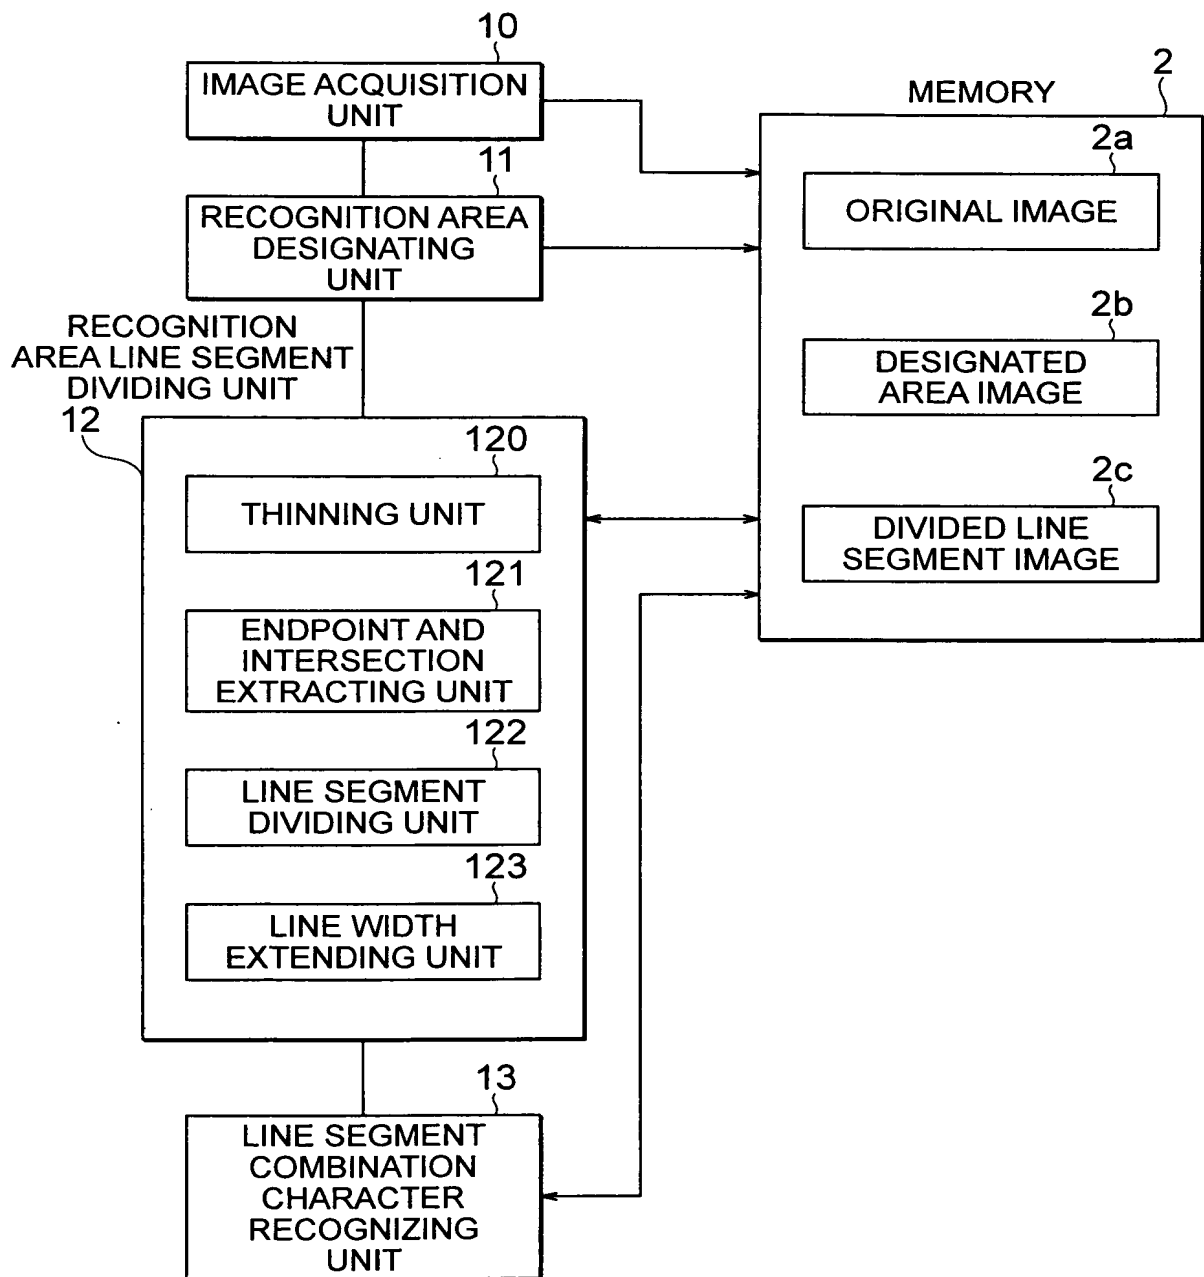 10
IMAGE ACQUISITION
UNIT
11
RECOGNITION AREA
DESIGNATING
UNIT
RECOGNITION
AREA LINE SEGMENT
DIVIDING UNIT
12
120
THINNING UNIT
121
ENDPOINT AND
INTERSECTION
EXTRACTING UNIT
122
LINE SEGMENT
DIVIDING UNIT
123
LINE WIDTH
EXTENDING UNIT
13
LINE SEGMENT
COMBINATION
CHARACTER
RECOGNIZING
UNIT
MEMORY
2
2a
ORIGINAL IMAGE
2b
DESIGNATED
AREA IMAGE
2c
DIVIDED LINE
SEGMENT IMAGE